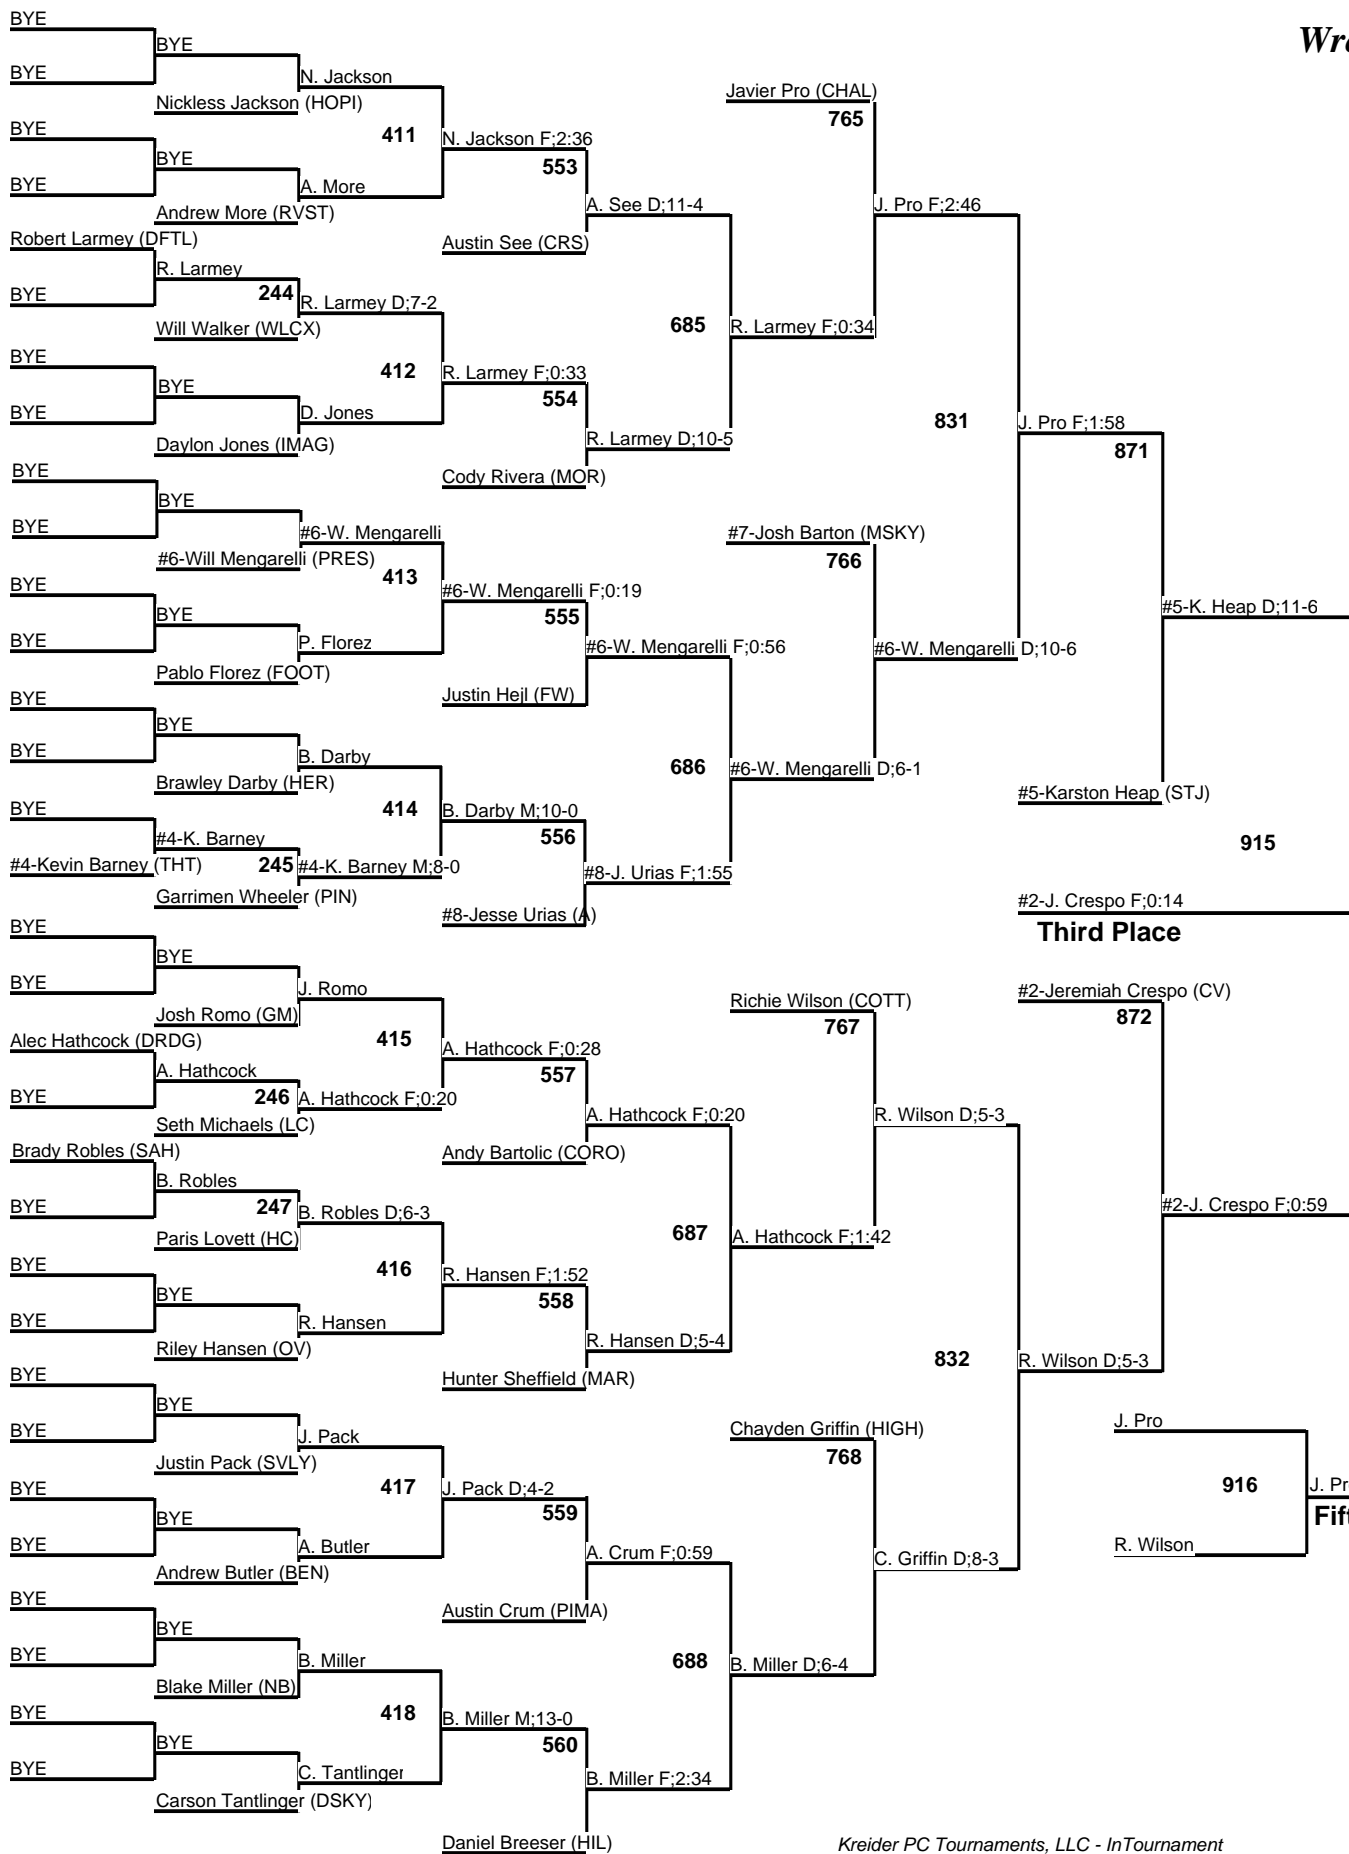 BYE
Wr
BYE
BYE
N. Jackson
Javier Pro (CHAL)
Nickless Jackson (HOPI)
765
BYE
411
N. Jackson F;2:36
BYE
553
BYE
A. More
A. See D;11-4
J. Pro F;2:46
Andrew More (RVST)
Robert Larmey (DFTL)
Austin See (CRS)
R. Larmey
BYE
244
R. Larmey D;7-2
Will Walker (WLCX)
685
R. Larmey F;0:34
BYE
412
R. Larmey F;0:33
BYE
554
BYE
D. Jones
831
J. Pro F;1:58
Daylon Jones (IMAG)
R. Larmey D;10-5
871
BYE
Cody Rivera (MOR)
BYE
BYE
#6-W. Mengarelli
#7-Josh Barton (MSKY)
#6-Will Mengarelli (PRES)
413
766
BYE
#6-W. Mengarelli F;0:19
BYE
555
#5-K. Heap D;11-6
BYE
P. Florez
#6-W. Mengarelli F;0:56
#6-W. Mengarelli D;10-6
Pablo Florez (FOOT)
Justin Hejl (FW)
BYE
BYE
BYE
B. Darby
686
#6-W. Mengarelli D;6-1
Brawley Darby (HER)
#5-Karston Heap (STJ)
BYE
414
B. Darby M;10-0
#4-K. Barney
556
915
#4-Kevin Barney (THT)
245
#4-K. Barney M;8-0
#8-J. Urias F;1:55
Garrimen Wheeler (PIN)
#2-J. Crespo F;0:14
#8-Jesse Urias (A)
BYE
Third Place
BYE
BYE
J. Romo
Richie Wilson (COTT)
#2-Jeremiah Crespo (CV)
Josh Romo (GM)
767
872
Alec Hathcock (DRDG)
415
A. Hathcock F;0:28
A. Hathcock
557
BYE
246
A. Hathcock F;0:20
A. Hathcock F;0:20
R. Wilson D;5-3
Seth Michaels (LC)
Brady Robles (SAH)
Andy Bartolic (CORO)
B. Robles
BYE
247
B. Robles D;6-3
#2-J. Crespo F;0:59
Paris Lovett (HC)
687
A. Hathcock F;1:42
BYE
416
R. Hansen F;1:52
BYE
558
BYE
R. Hansen
R. Hansen D;5-4
Riley Hansen (OV)
832
R. Wilson D;5-3
BYE
Hunter Sheffield (MAR)
BYE
BYE
J. Pack
Chayden Griffin (HIGH)
J. Pro
Justin Pack (SVLY)
768
BYE
417
J. Pack D;4-2
916
J. Pr
BYE
559
Fif
BYE
A. Butler
A. Crum F;0:59
C. Griffin D;8-3
R. Wilson
Andrew Butler (BEN)
BYE
Austin Crum (PIMA)
BYE
BYE
B. Miller
688
B. Miller D;6-4
Blake Miller (NB)
BYE
418
B. Miller M;13-0
BYE
560
BYE
C. Tantlinger
B. Miller F;2:34
Carson Tantlinger (DSKY)
Daniel Breeser (HIL)
Kreider PC Tournaments, LLC - InTournament